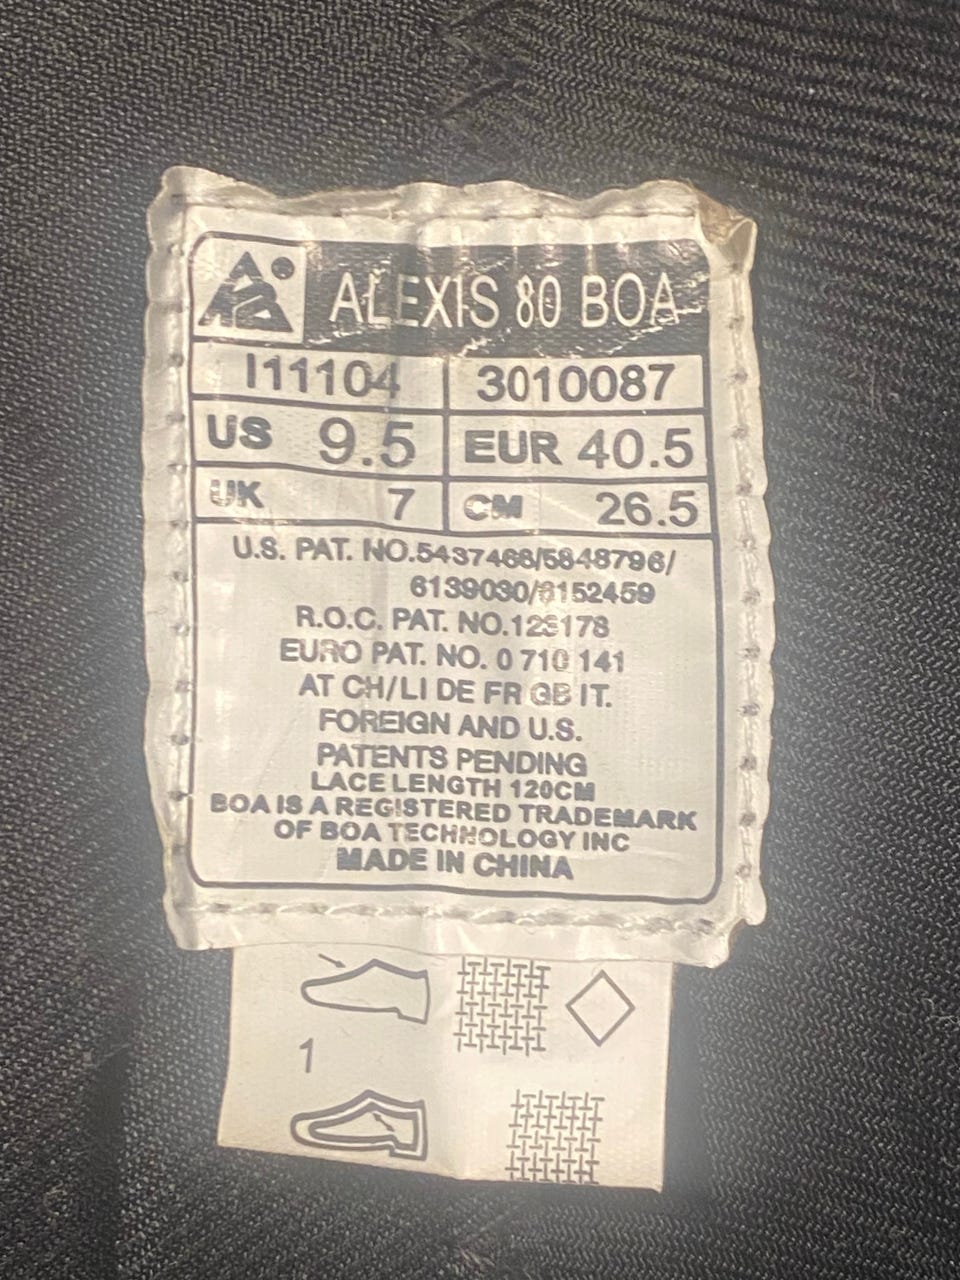 ALEXIS 80 BOA
I11104 3010087
US 9.5 EUR 40.5
UK 7 CM 26.5
U.S. PAT. NO.5437468/5848796/
6139030/6152459
R.O.C. PAT. NO.123178
EURO PAT. NO. 0 710 141
AT CH/LI DE FR GB IT.
FOREIGN AND U.S.
PATENTS PENDING
LACE LENGTH 120CM
BOA IS A REGISTERED TRADEMARK
OF BOA TECHNOLOGY INC
MADE IN CHINA
1